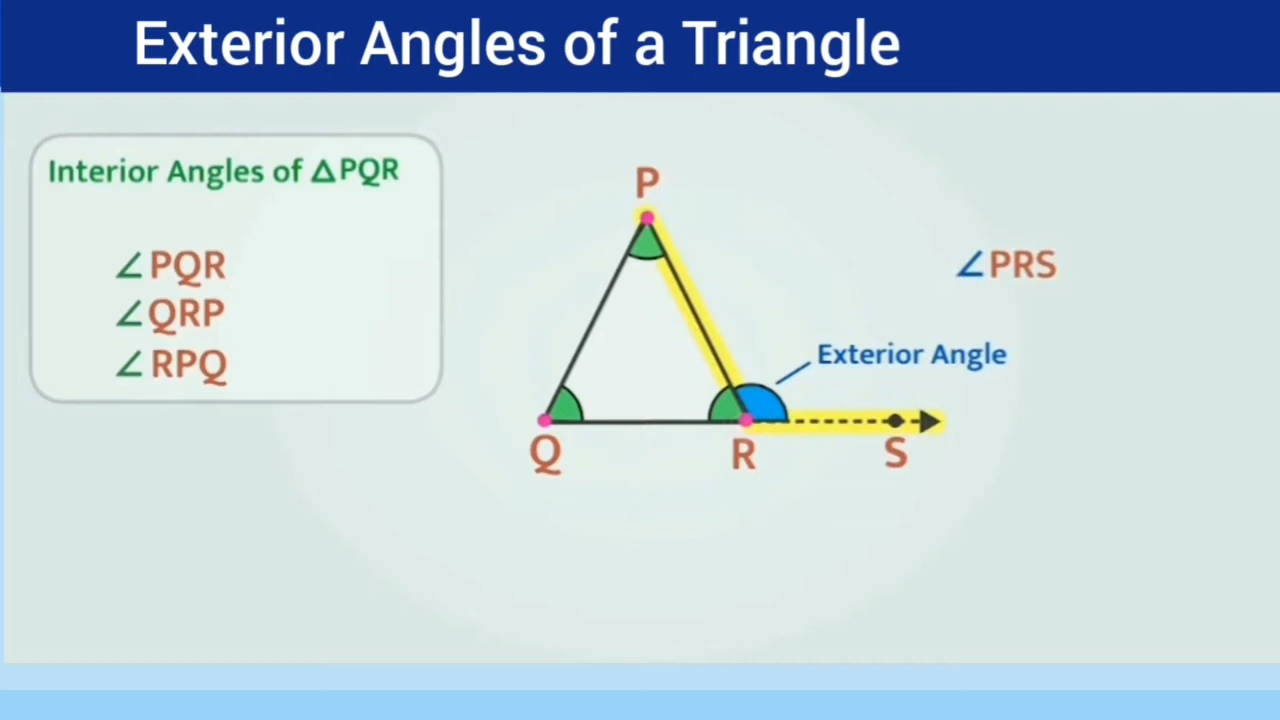 Exterior Angles of a Triangle
Interior Angles of △PQR
∠PQR
∠QRP
∠RPQ
P
∠PRS
Exterior Angle
Q
R
S